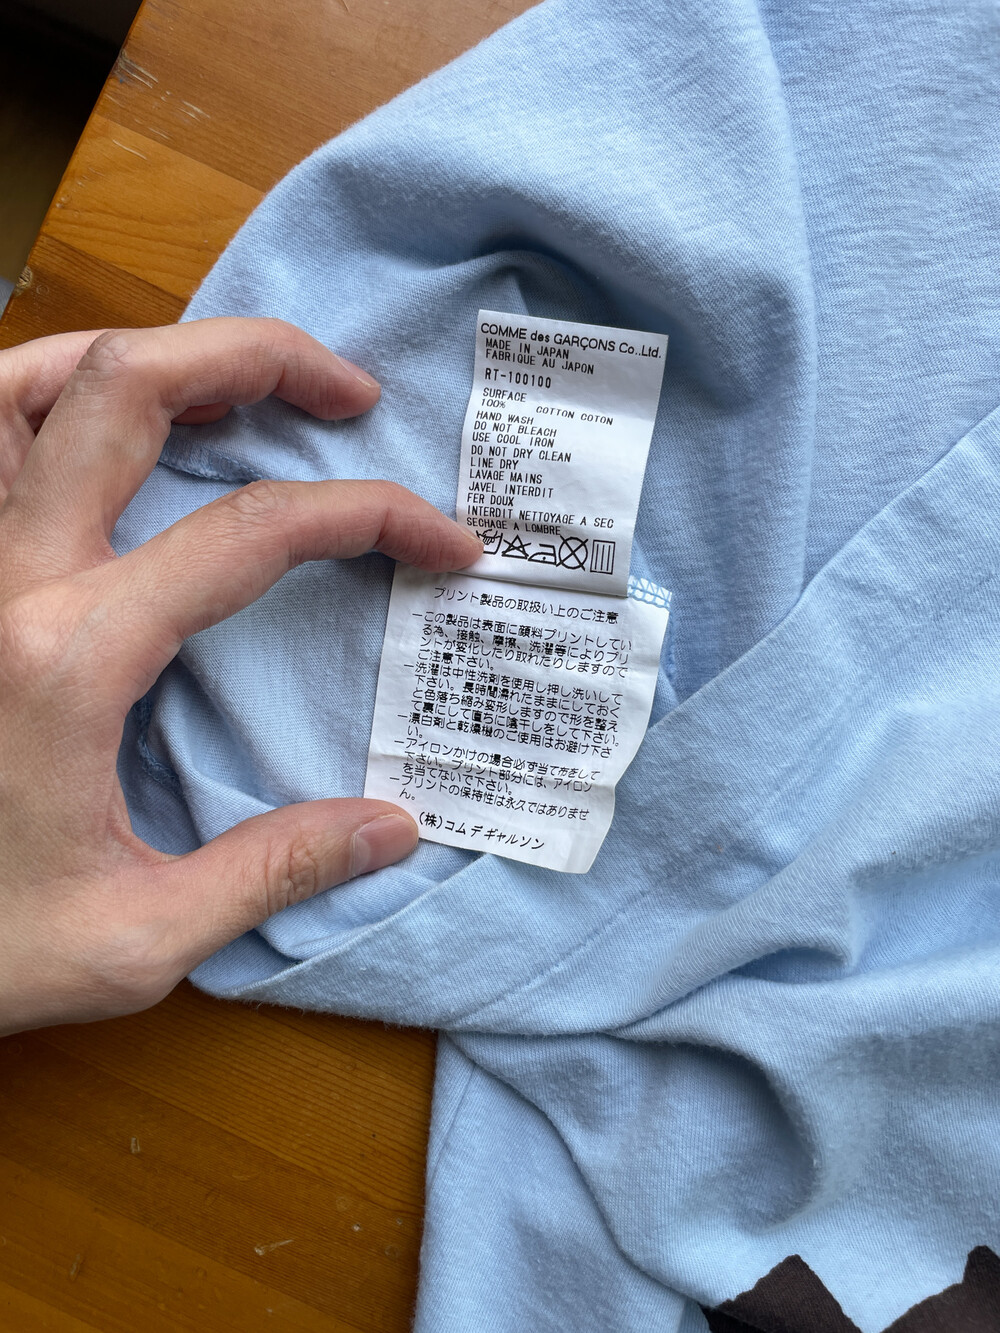 COMME des GARÇONS Co.,Ltd.
MADE IN JAPAN
FABRIQUE AU JAPON
RT-100100
SURFACE
100% COTTON COTON
HAND WASH
DO NOT BLEACH
USE COOL IRON
DO NOT DRY CLEAN
LINE DRY
LAVAGE MAINS
JAVEL INTERDIT
FER DOUX
INTERDIT NETTOYAGE A SEC
SECHAGE A LOMBRE
プリント製品の取扱い上のご注意
ーこの製品は表面に顔料プリントしてい
る為、接触、摩擦、洗濯等によりプリ
ントが変化したり取れたりしますので
ご注意下さい。
ー洗濯は中性洗剤を使用し押し洗いして
下さい。長時間濡れたままにしておく
と色落ち縮み変形しますので形を整え
て裏にして直ちに陰干しをして下さい。
ー漂白剤と乾燥機のご使用はお避け下さ
い。
ーアイロンかけの場合必ず当て布をして
下さい。プリント部分には、アイロン
を当てないで下さい。
ープリントの保持性は永久ではありませ
ん。
(株)コム デ ギャルソン